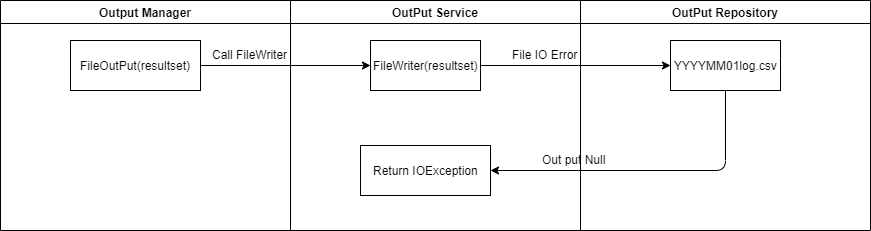 Output Manager
OutPut Service
OutPut Repository
FileOutPut(resultset)
Call FileWriter
FileWriter(resultset)
File IO Error
YYYYMM01log.csv
Out put Null
Return IOException